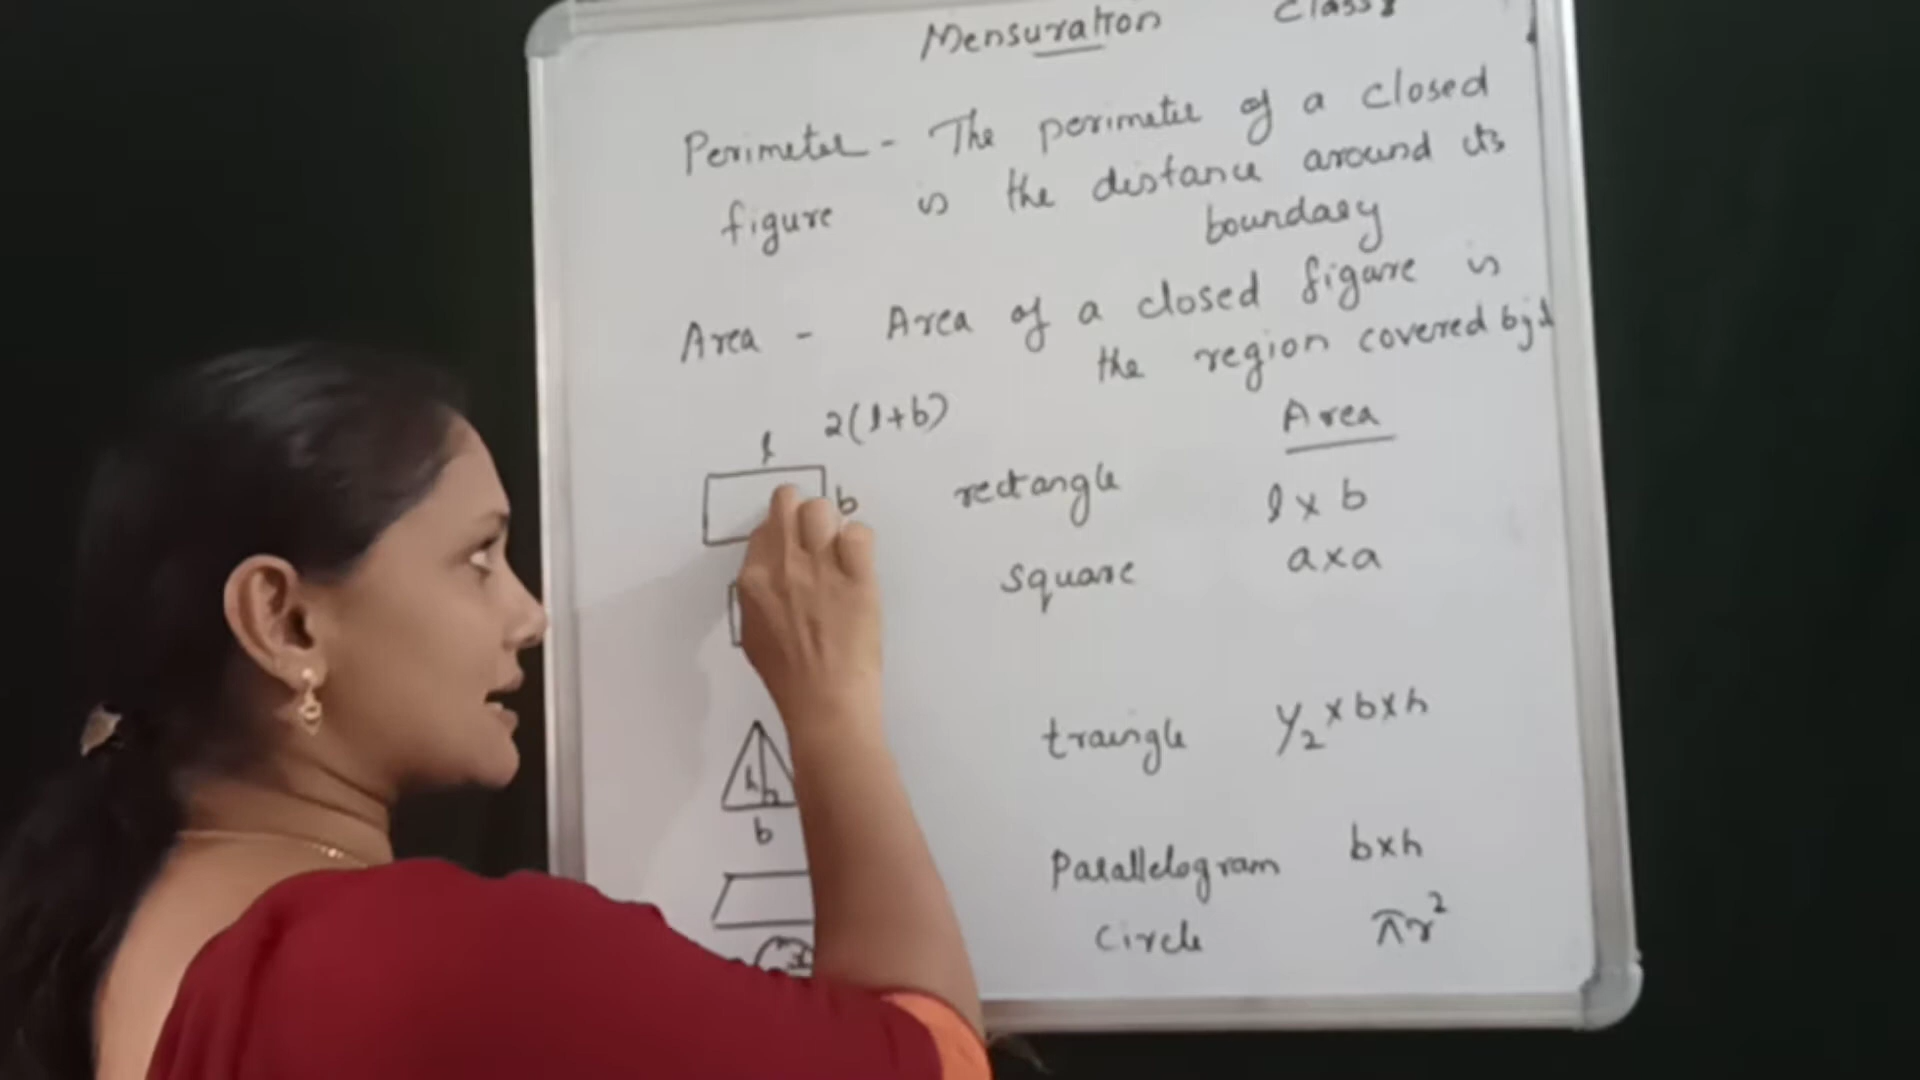 Mensuration Class 8
Perimeter - The perimeter of a closed
figure is the distance around its
boundary
Area - Area of a closed figure is
the region covered by it
2(l+b)
Area
l
b
rectangle l x b
square a x a
traingle 1/2 x b x h
h
b
Parallelogram b x h
Circle πr²